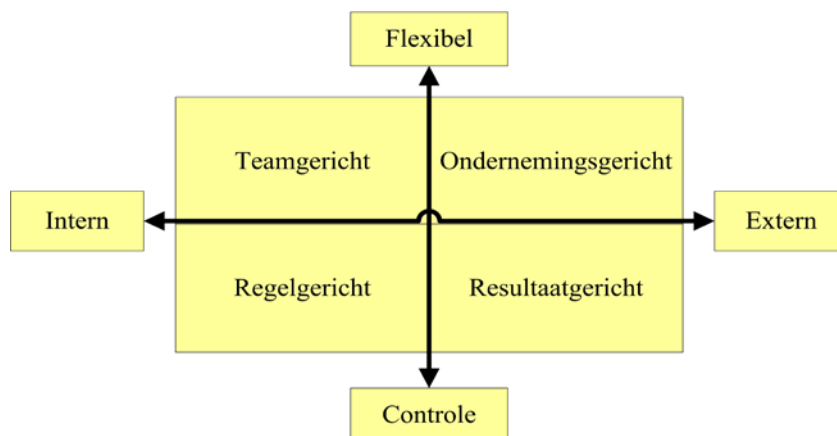 Flexibel
Teamgericht
Ondernemingsgericht
Intern
Extern
Regelgericht
Resultaatgericht
Controle